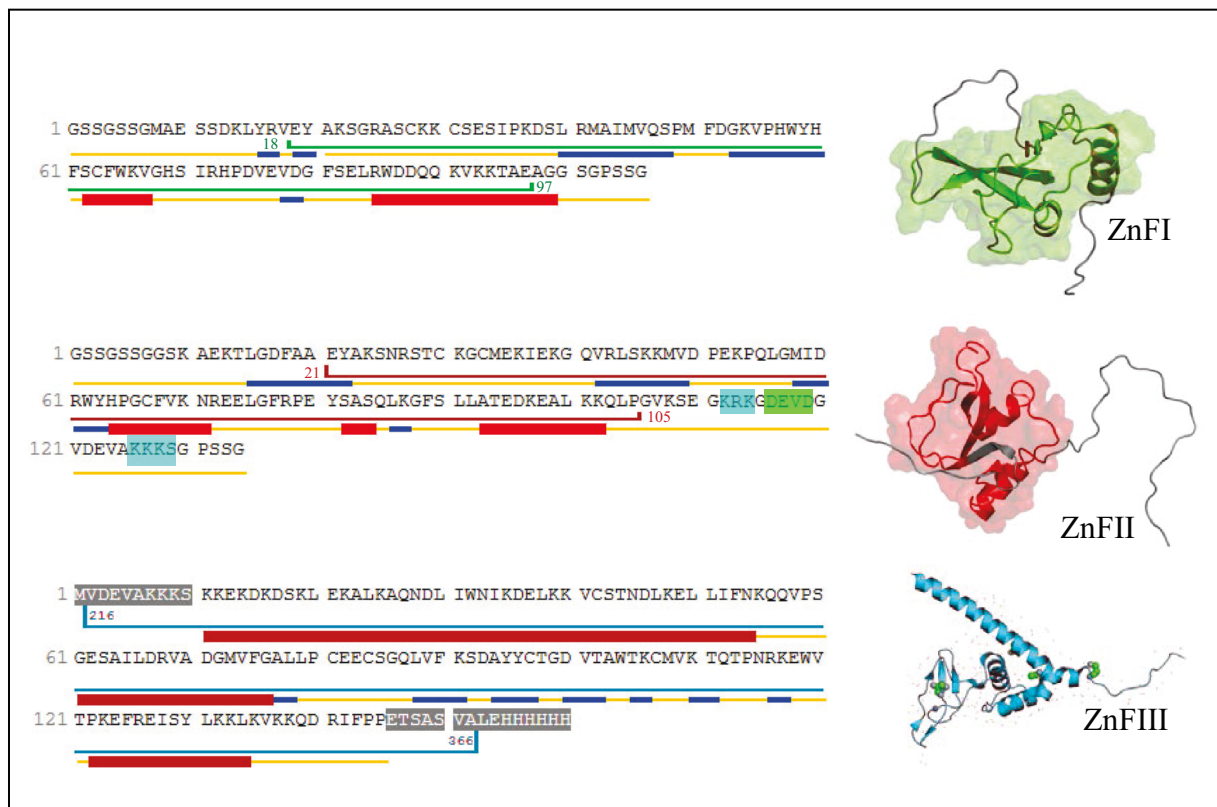 1 GSSGSSGMAE SSDKLYRVEY AKSGRASCKK CSESIPKDSL RMAIMVQSPM FDGKVPHWYH
18
61 FSCFWKVGHS IRHPDVEVDG FSELRWDDQQ KVKKTAEAGG SGPSSG
97
ZnFI
1 GSSGSSGGSK AEKTLGDFAA EYAKSNRSTC KGCMEKIEKG QVRLSKKMVD PEKPQLGMID
21
61 RWYHPGCFVK NREELGFRPE YSASQLKGFS LLATEDKEAL KKQLPGVKSE GKRKGDEVDG
105
121 VDEVAKKKSG PSSG
ZnFII
1 MVDEVAKKKS KKEKDKDSKL EKALKAQNDL IWNIKDELKK VCSTNDLKEL LIFNKQQVPS
216
61 GESAILDRVA DGMVFGALLP CEECSGQLVF KSDAYYCTGD VTAWTKCMVK TQTPNRKEWV
121 TPKEFREISY LKKLKVKKQD RIFPPETSAS VALEHHHHHH
366
ZnFIII